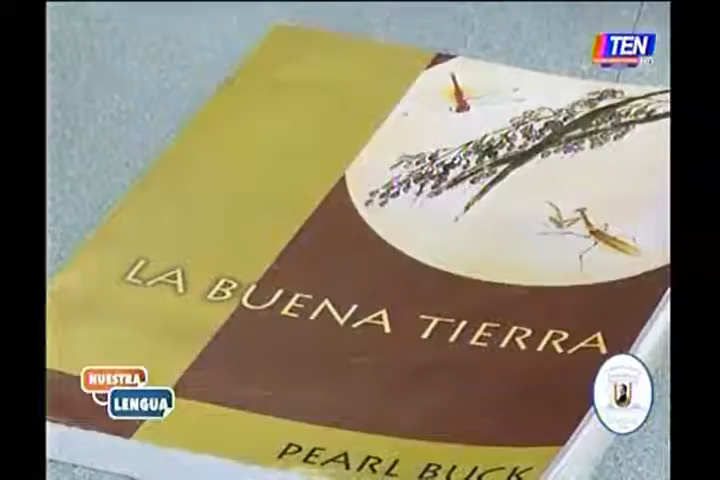 TEN
LA BUENA TIERRA
NUESTRA
LENGUA
PEARL BUCK